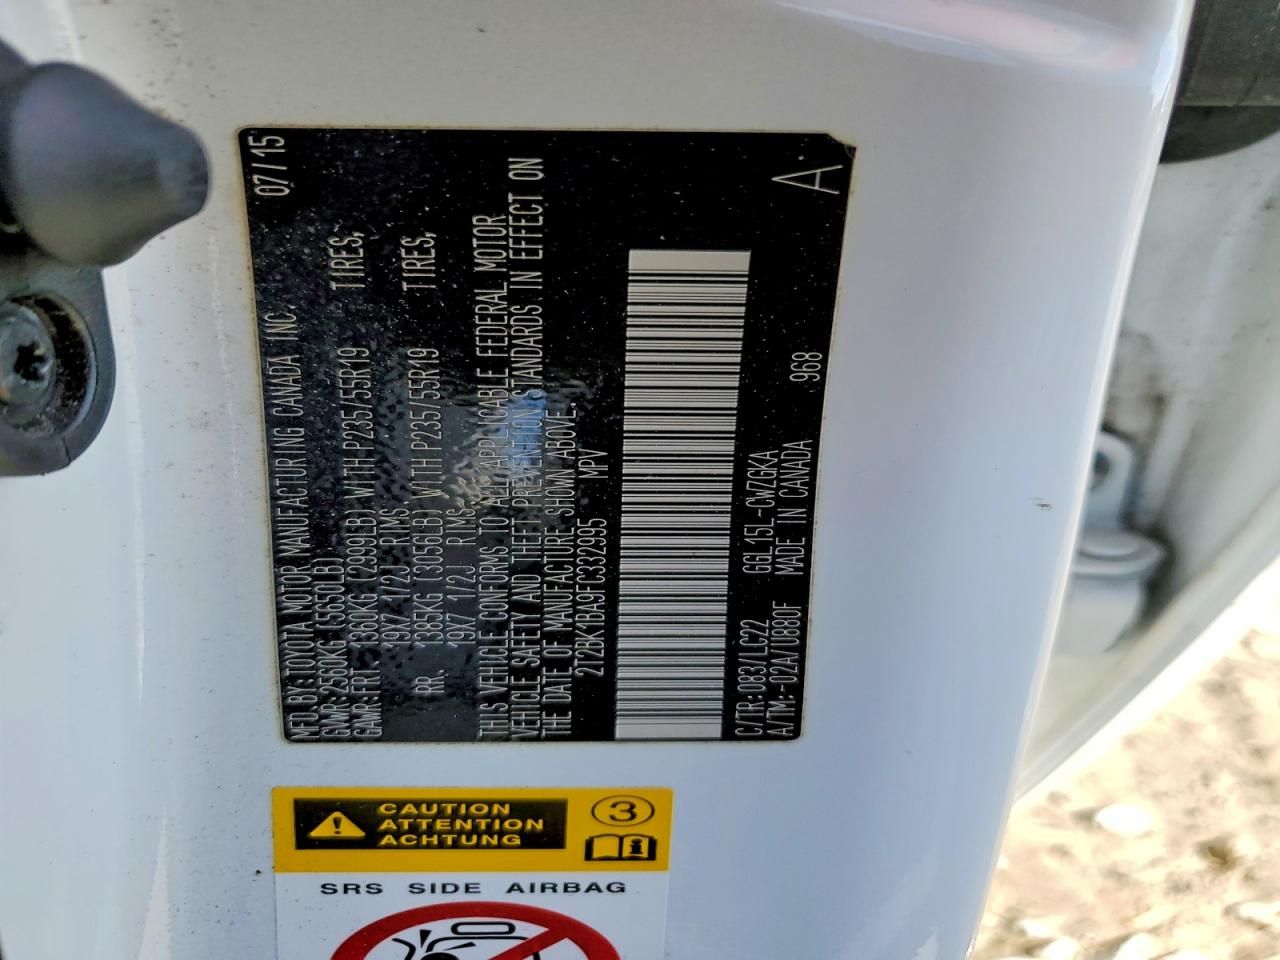 MFD. BY: TOYOTA MOTOR MANUFACTURING CANADA INC. 07/15
GVWR: 2550KG (5650LB)
GAWR: FRT. 1360KG (2999LB) WITH P235/55R19 TIRES,
19X7 1/2J RIMS,
RR. 1385KG (3056LB) WITH P235/55R19 TIRES,
19X7 1/2J RIMS,
THIS VEHICLE CONFORMS TO ALL APPLICABLE FEDERAL MOTOR
VEHICLE SAFETY AND THEFT PREVENTION STANDARDS IN EFFECT ON
THE DATE OF MANUFACTURE SHOWN ABOVE.
2T2BK1BA9FC332995 MPV
C/TR: 083/LC22 GGL15L-CWZGKA
A/TM: -02A/U880F MADE IN CANADA 968
A
CAUTION
ATTENTION
ACHTUNG
3
SRS SIDE AIRBAG